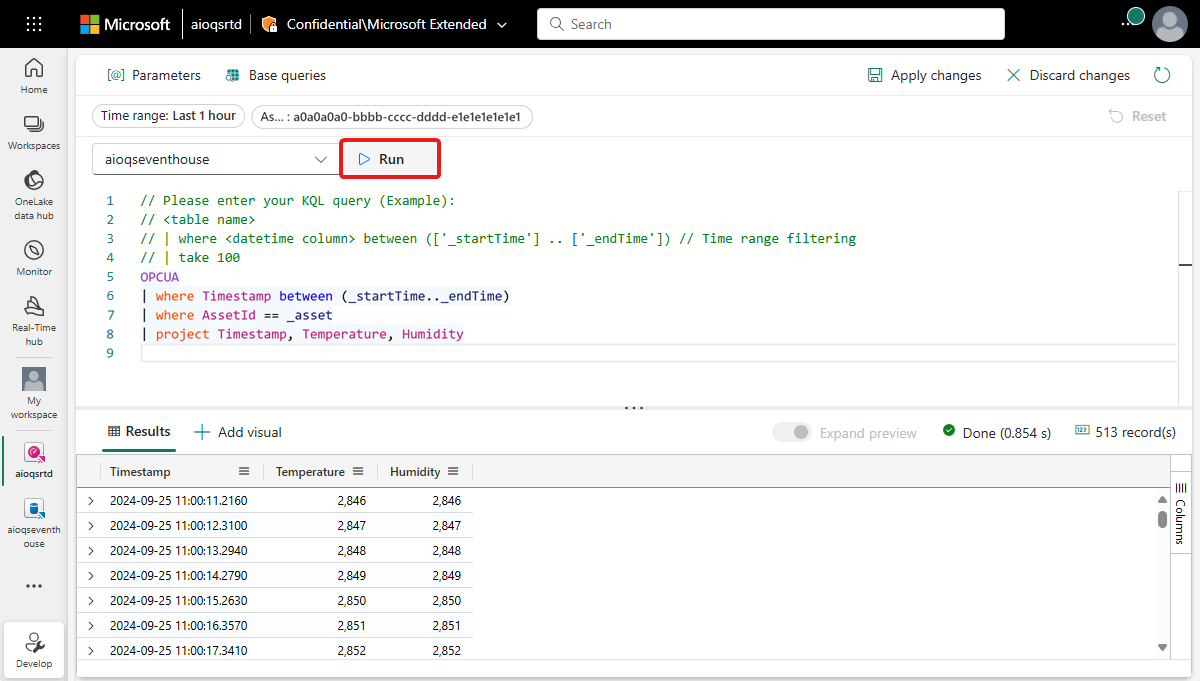 Microsoft aioqsrtd Confidential\Microsoft Extended Search
Home
Workspaces
OneLake
data hub
Monitor
Real-Time
hub
My
workspace
aioqsrtd
aioqseventh
ouse
Develop
[@] Parameters Base queries Apply changes Discard changes
Time range: Last 1 hour As... : a0a0a0a0-bbbb-cccc-dddd-e1e1e1e1e1e1 Reset
aioqseventhouse Run
1 // Please enter your KQL query (Example):
2 // <table name>
3 // | where <datetime column> between (['_startTime'] .. ['_endTime']) // Time range filtering
4 // | take 100
5 OPCUA
6 | where Timestamp between (_startTime.._endTime)
7 | where AssetId == _asset
8 | project Timestamp, Temperature, Humidity
9
Results Add visual Expand preview Done (0.854 s) 123 513 record(s)
Timestamp Temperature Humidity
2024-09-25 11:00:11.2160 2,846 2,846
2024-09-25 11:00:12.3100 2,847 2,847
2024-09-25 11:00:13.2940 2,848 2,848
2024-09-25 11:00:14.2790 2,849 2,849
2024-09-25 11:00:15.2630 2,850 2,850
2024-09-25 11:00:16.3570 2,851 2,851
2024-09-25 11:00:17.3410 2,852 2,852
Columns